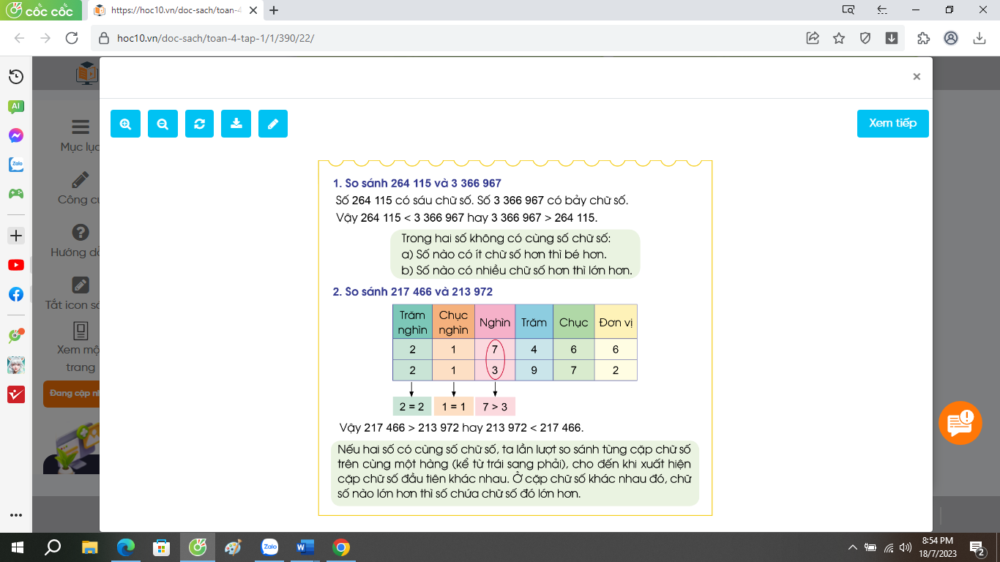 cốc cốc
https://hoc10.vn/doc-sach/toan-4
hoc10.vn/doc-sach/toan-4-tap-1/1/390/22/
AI
Zalo
Mục lục
Công cụ
Hướng dẫ
Tắt icon sá
Xem mộ
trang
Đang cập nh
Xem tiếp
1. So sánh 264 115 và 3 366 967
Số 264 115 có sáu chữ số. Số 3 366 967 có bảy chữ số.
Vậy 264 115 < 3 366 967 hay 3 366 967 > 264 115.
Trong hai số không có cùng số chữ số:
a) Số nào có ít chữ số hơn thì bé hơn.
b) Số nào có nhiều chữ số hơn thì lớn hơn.
2. So sánh 217 466 và 213 972
Trăm nghìn Chục nghìn Nghìn Trăm Chục Đơn vị
2 1 7 4 6 6
2 1 3 9 7 2
2 = 2 1 = 1 7 > 3
Vậy 217 466 > 213 972 hay 213 972 < 217 466.
Nếu hai số có cùng số chữ số, ta lần lượt so sánh từng cặp chữ số
trên cùng một hàng (kể từ trái sang phải), cho đến khi xuất hiện
cặp chữ số đầu tiên khác nhau. Ở cặp chữ số khác nhau đó, chữ
số nào lớn hơn thì số chứa chữ số đó lớn hơn.
Zalo
8:54 PM
18/7/2023
2